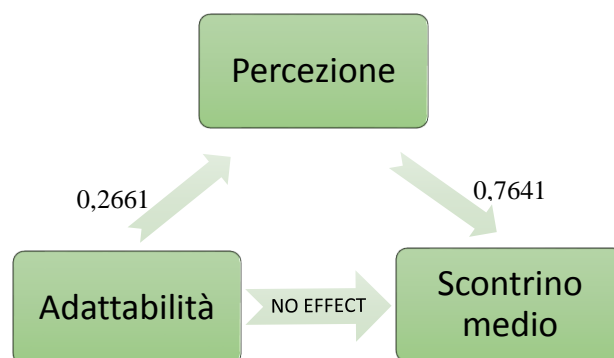 Percezione
0,2661
0,7641
Adattabilità
NO EFFECT
Scontrino
medio